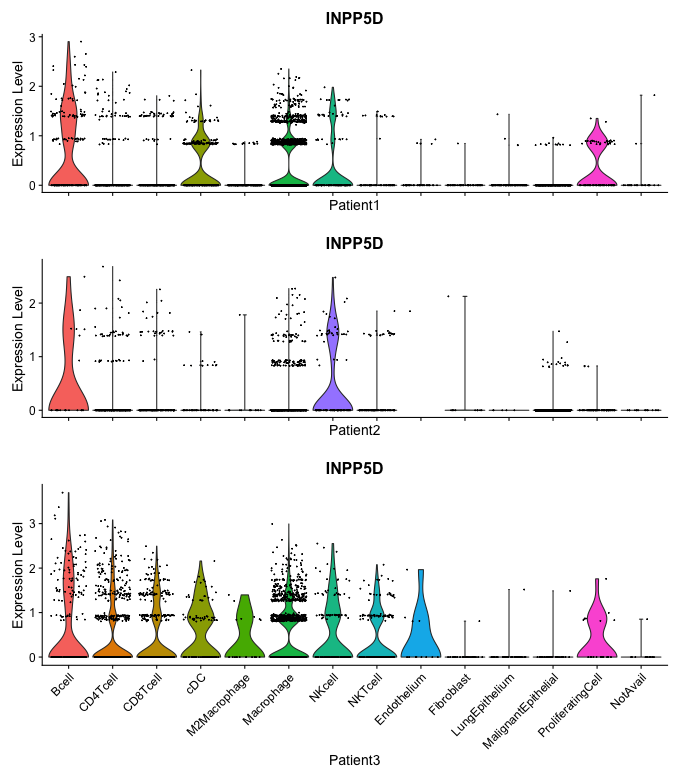 INPP5D
Expression Level
3
2
1
0
Patient1
INPP5D
Expression Level
2
1
0
Patient2
INPP5D
Expression Level
3
2
1
0
Bcell
CD4Tcell
CD8Tcell
cDC
M2Macrophage
Macrophage
NKcell
NKTcell
Endothelium
Fibroblast
LungEpithelium
MalignantEpithelial
ProliferatingCell
NotAvail
Patient3